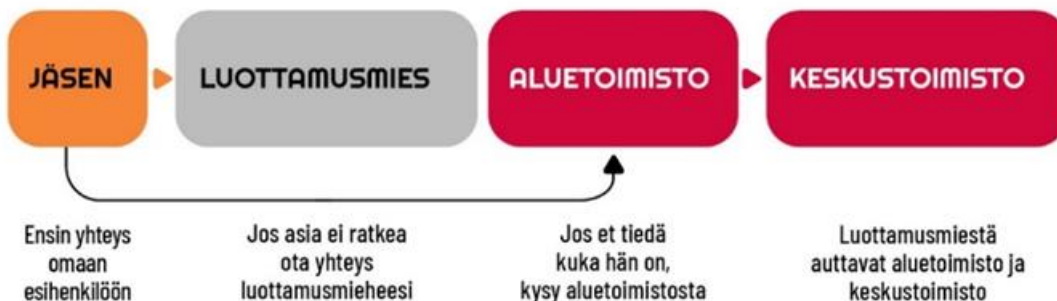 JÄSEN
LUOTTAMUSMIES
ALUETOIMISTO
KESKUSTOIMISTO
Ensin yhteys
omaan
esihenkilöön
Jos asia ei ratkea
ota yhteys
luottamusmieheesi
Jos et tiedä
kuka hän on,
kysy aluetoimistosta
Luottamusmiestä
auttavat aluetoimisto ja
keskustoimisto